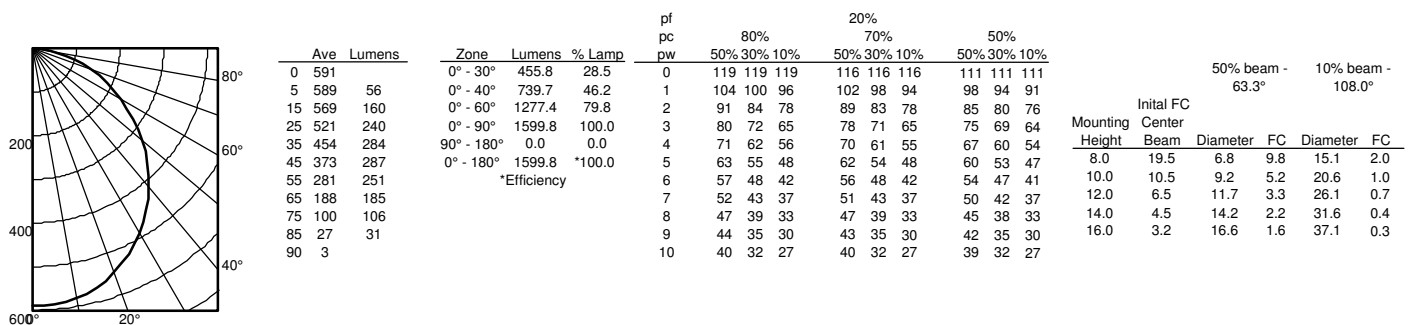 80°
60°
40°
20°
200
400
600
0°
Ave Lumens
0 591
5 589 56
15 569 160
25 521 240
35 454 284
45 373 287
55 281 251
65 188 185
75 100 106
85 27 31
90 3
Zone Lumens % Lamp
0° - 30° 455.8 28.5
0° - 40° 739.7 46.2
0° - 60° 1277.4 79.8
0° - 90° 1599.8 100.0
90° - 180° 0.0 0.0
0° - 180° 1599.8 *100.0
*Efficiency
pf 20%
pc 80% 70% 50%
pw 50% 30% 10% 50% 30% 10% 50% 30% 10%
0 119 119 119 116 116 116 111 111 111
1 104 100 96 102 98 94 98 94 91
2 91 84 78 89 83 78 85 80 76
3 80 72 65 78 71 65 75 69 64
4 71 62 56 70 61 55 67 60 54
5 63 55 48 62 54 48 60 53 47
6 57 48 42 56 48 42 54 47 41
7 52 43 37 51 43 37 50 42 37
8 47 39 33 47 39 33 45 38 33
9 44 35 30 43 35 30 42 35 30
10 40 32 27 40 32 27 39 32 27
50% beam - 10% beam -
63.3° 108.0°
Inital FC
Mounting Center
Height Beam Diameter FC Diameter FC
8.0 19.5 6.8 9.8 15.1 2.0
10.0 10.5 9.2 5.2 20.6 1.0
12.0 6.5 11.7 3.3 26.1 0.7
14.0 4.5 14.2 2.2 31.6 0.4
16.0 3.2 16.6 1.6 37.1 0.3